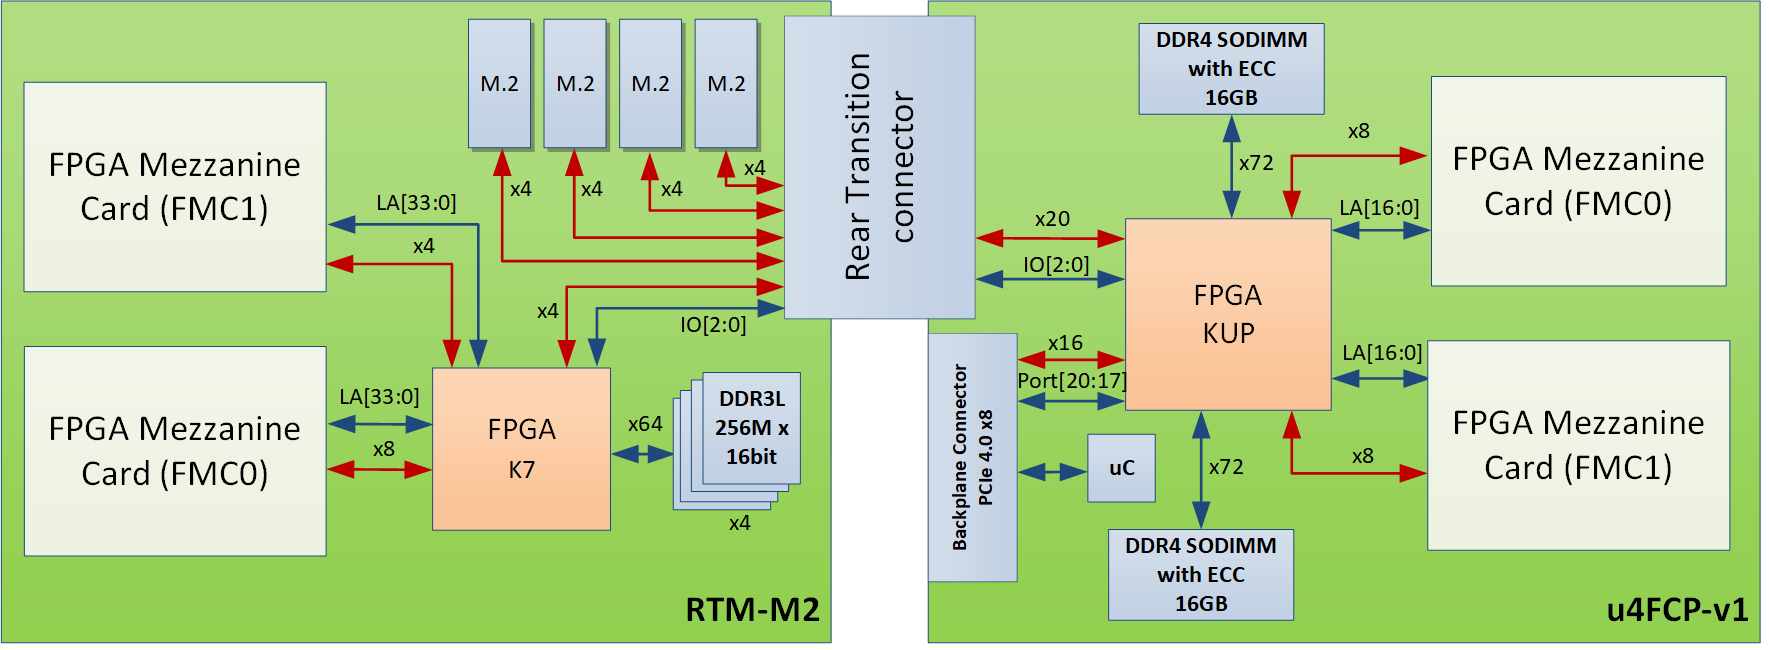 FPGA Mezzanine
Card (FMC1)
LA[33:0]
x4
FPGA Mezzanine
Card (FMC0)
LA[33:0]
x8
M.2
M.2
M.2
M.2
x4
x4
x4
x4
x4
IO[2:0]
FPGA
K7
x64
DDR3L
256M x
16bit
x4
RTM-M2
Rear Transition
connector
x20
IO[2:0]
Backplane Connector
PCIe 4.0 x8
x16
Port[20:17]
uC
DDR4 SODIMM
with ECC
16GB
x72
FPGA
KUP
x72
DDR4 SODIMM
with ECC
16GB
x8
LA[16:0]
FPGA Mezzanine
Card (FMC0)
LA[16:0]
x8
FPGA Mezzanine
Card (FMC1)
u4FCP-v1